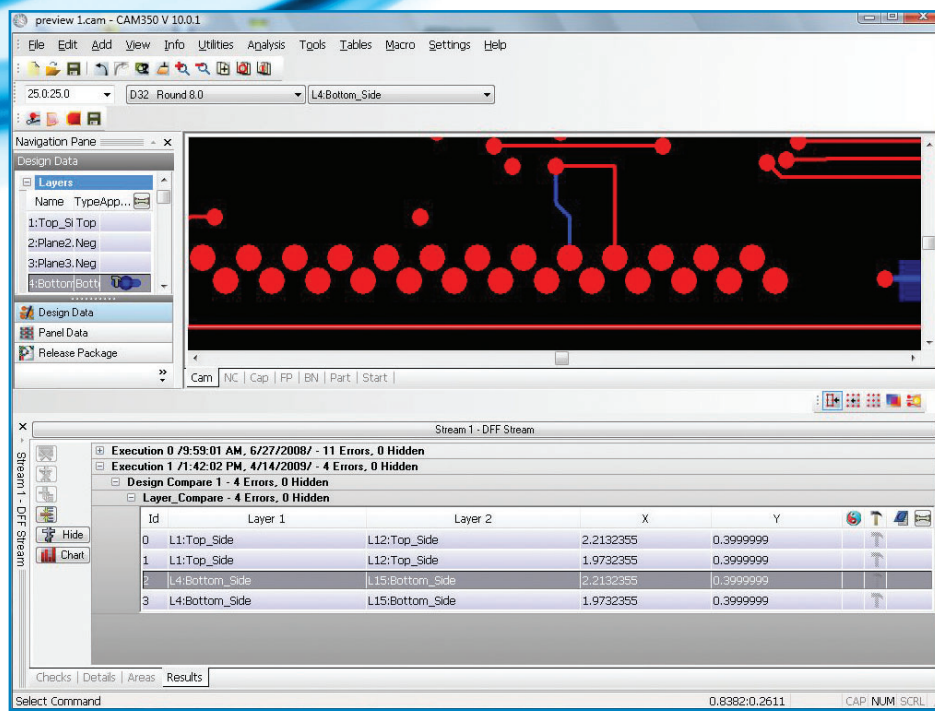 preview 1.cam - CAM350 V 10.0.1
File Edit Add View Info Utilities Analysis Tools Tables Macro Settings Help
25.0:25.0 D32 Round 8.0 L4:Bottom_Side
Navigation Pane
Design Data
Layers
Name TypeApp...
1:Top_Si Top
2:Plane2. Neg
3:Plane3. Neg
4:Bottom Botti
Design Data
Panel Data
Release Package
Cam NC Cap FP BN Part Start
Stream 1 - DFF Stream
Stream 1 - DFF Stream
Hide
Chart
Execution 0 /9:59:01 AM, 6/27/2008/ - 11 Errors, 0 Hidden
Execution 1 /1:42:02 PM, 4/14/2009/ - 4 Errors, 0 Hidden
Design Compare 1 - 4 Errors, 0 Hidden
Layer_Compare - 4 Errors, 0 Hidden
Id Layer 1 Layer 2 X Y
0 L1:Top_Side L12:Top_Side 2.2132355 0.3999999
1 L1:Top_Side L12:Top_Side 1.9732355 0.3999999
2 L4:Bottom_Side L15:Bottom_Side 2.2132355 0.3999999
3 L4:Bottom_Side L15:Bottom_Side 1.9732355 0.3999999
Checks Details Areas Results
Select Command 0.8382:0.2611 CAP NUM SCRL